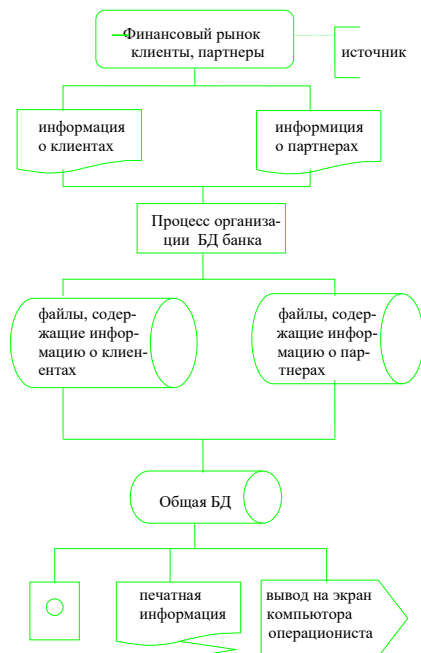 Финансовый рынок
клиенты, партнеры
источник
информация
о клиентах
информиция
о партнерах
Процесс организа-
ции БД банка
файлы, содер-
жащие инфор-
мацию о клиен-
ентах
файлы, содер-
жащие инфор-
мацию о пар-
тнерах
Общая БД
печатная
информация
вывод на экран
компьютора
операциониста